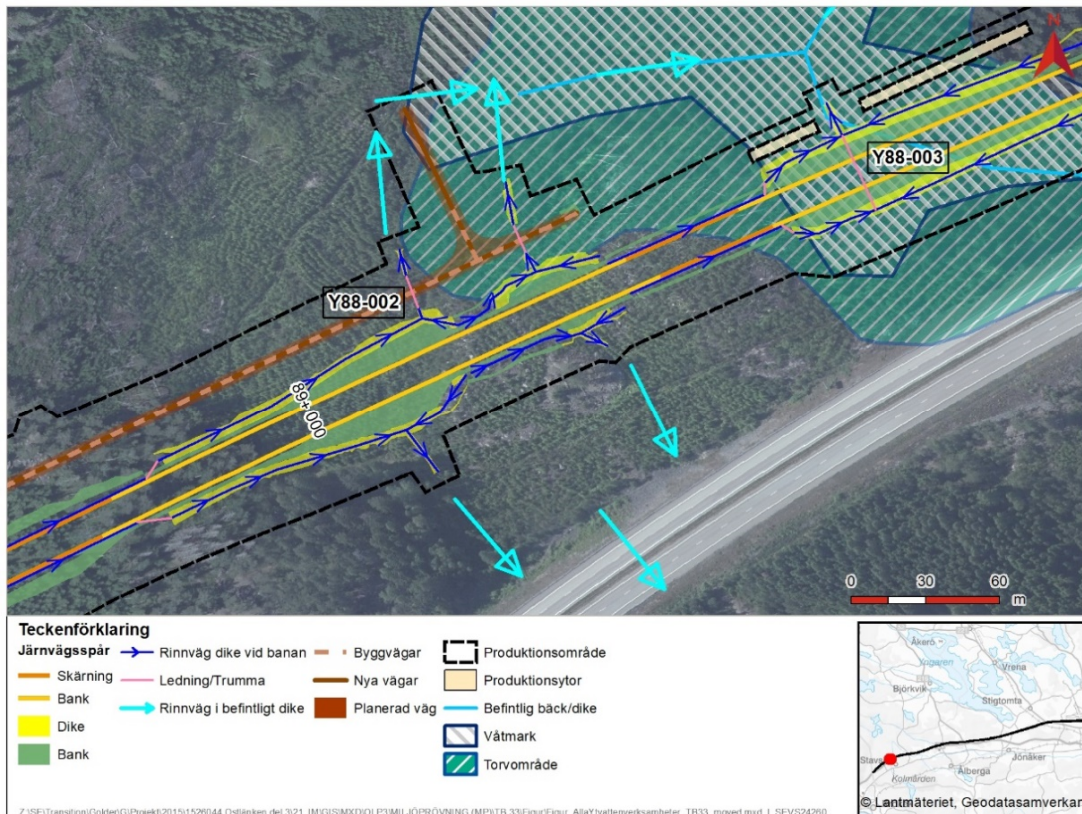 N
Y88-003
Y88-002
89+000
0 30 60
m
Teckenförklaring
Järnvägsspår
Skärning
Bank
Dike
Bank
Rinnväg dike vid banan
Ledning/Trumma
Rinnväg i befintligt dike
Byggvägar
Nya vägar
Planerad väg
Produktionsområde
Produktionsytor
Befintlig bäck/dike
Våtmark
Torvområde
Åkerö
Yngaren
Vrena
Björkvik
Stigtomta
Stavs
Jönåker
Ålberga
Kolmården
© Lantmäteriet, Geodatasamverkan